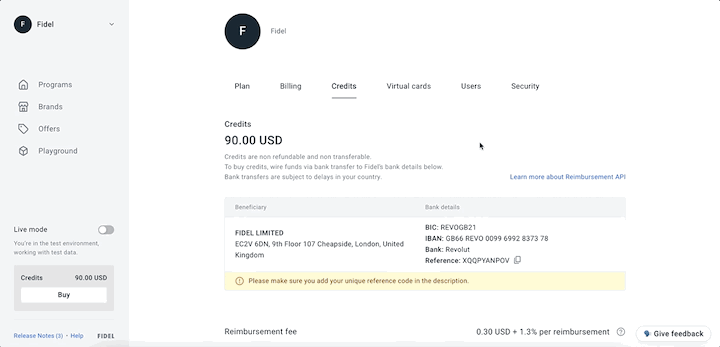 F
Fidel
Programs
Brands
Offers
Playground
Live mode
You're in the test environment,
working with test data.
Credits 90.00 USD
Buy
Release Notes (3) • Help FIDEL
F
Fidel
Plan Billing Credits Virtual cards Users Security
Credits
90.00 USD
Credits are non refundable and non transferable.
To buy credits, wire funds via bank transfer to Fidel's bank details below.
Bank transfers are subject to delays in your country.
Learn more about Reimbursement API
Beneficiary Bank details
FIDEL LIMITED
EC2V 6DN, 9th Floor 107 Cheapside, London, United
Kingdom
BIC: REVOGB21
IBAN: GB66 REVO 0099 6992 8373 78
Bank: Revolut
Reference: XQQPYANPOV
Please make sure you add your unique reference code in the description.
Reimbursement fee 0.30 USD + 1.3% per reimbursement
Give feedback